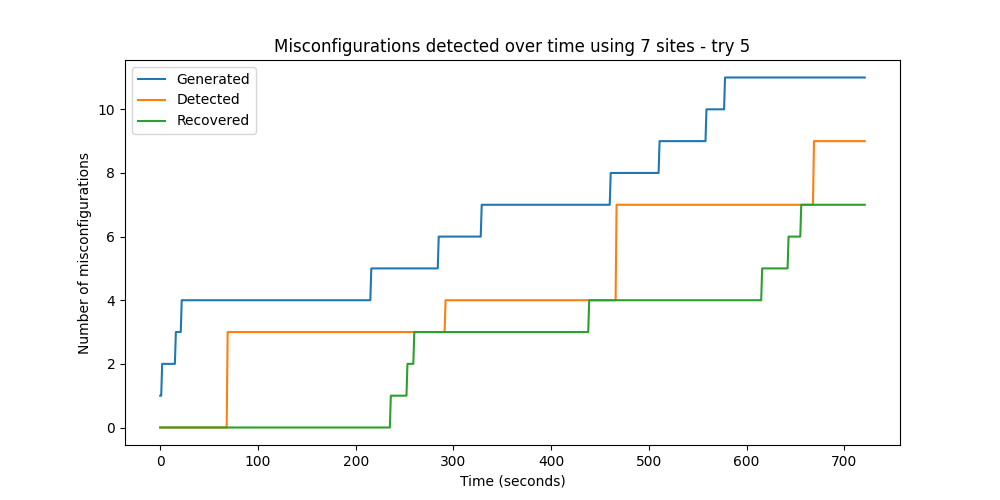 Misconfigurations detected over time using 7 sites - try 5
Generated
Detected
Recovered
Number of misconfigurations
10
8
6
4
2
0
0 100 200 300 400 500 600 700
Time (seconds)